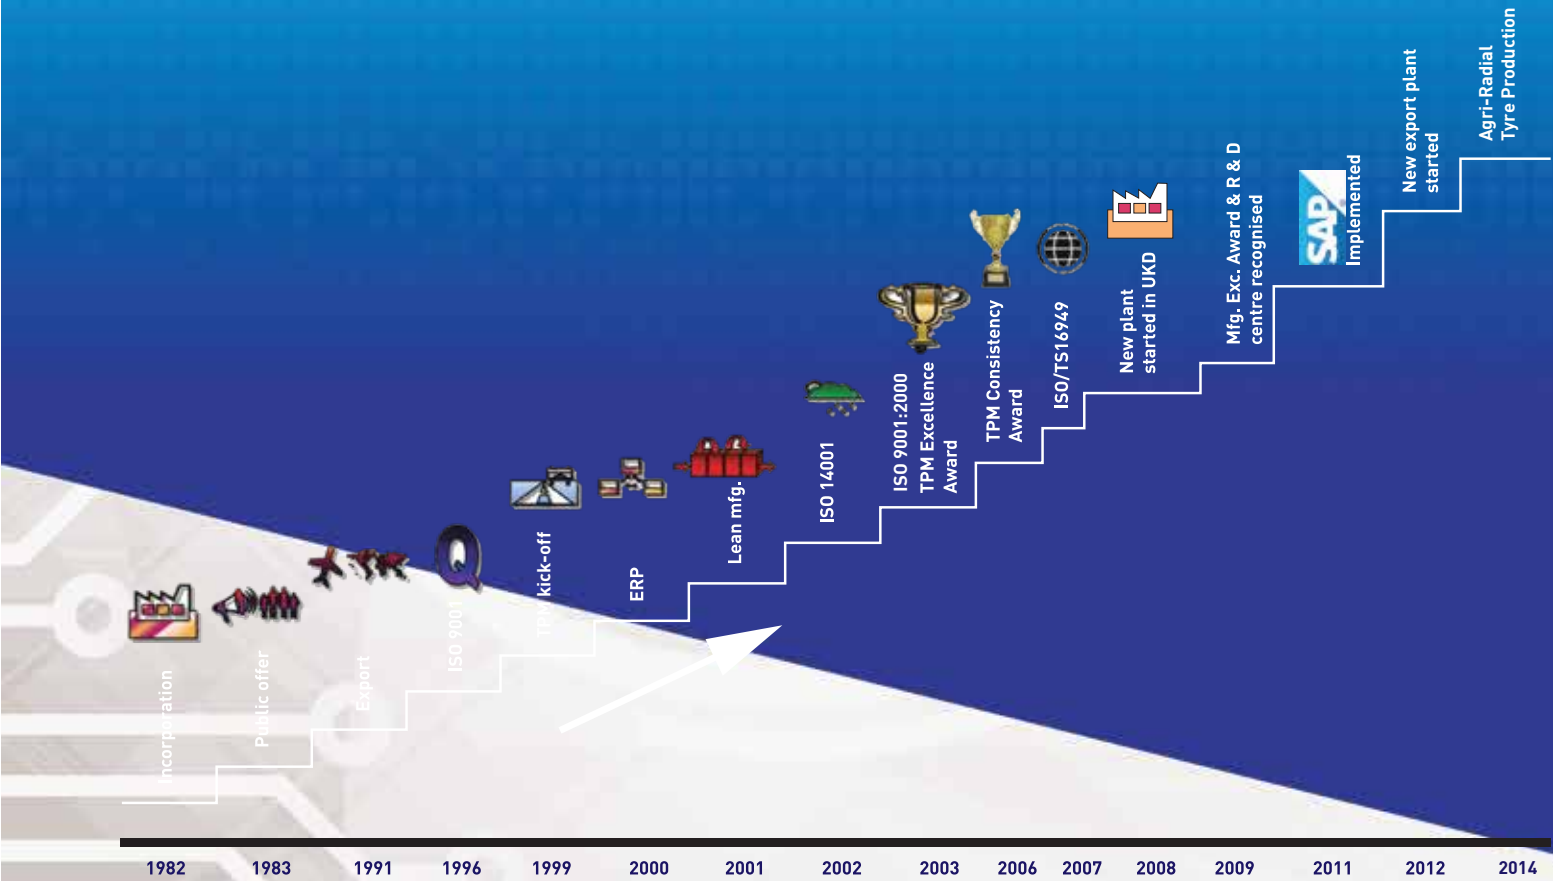 Incorporation
Public offer
Export
ISO 9001
TPM kick-off
ERP
Lean mfg.
ISO 14001
ISO 9001:2000
TPM Excellence
Award
TPM Consistency
Award
ISO/TS16949
New plant
started in UKD
Mfg. Exc. Award & R & D
centre recognised
SAP
Implemented
New export plant
started
Agri-Radial
Tyre Production
1982 1983 1991 1996 1999 2000 2001 2002 2003 2006 2007 2008 2009 2011 2012 2014